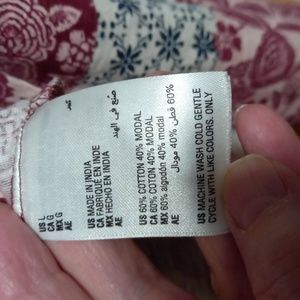 US L
CA G
MX G
AE كبير
US MADE IN INDIA
CA FABRIQUÉ EN INDE
MX HECHO EN INDIA
AE صنع في الهند
US 60% COTTON 40% MODAL
CA 60% COTON 40% MODAL
MX 60% algodón 40% modal
AE 60% قطن 40% مودال
US MACHINE WASH COLD GENTLE
CYCLE WITH LIKE COLORS. ONLY